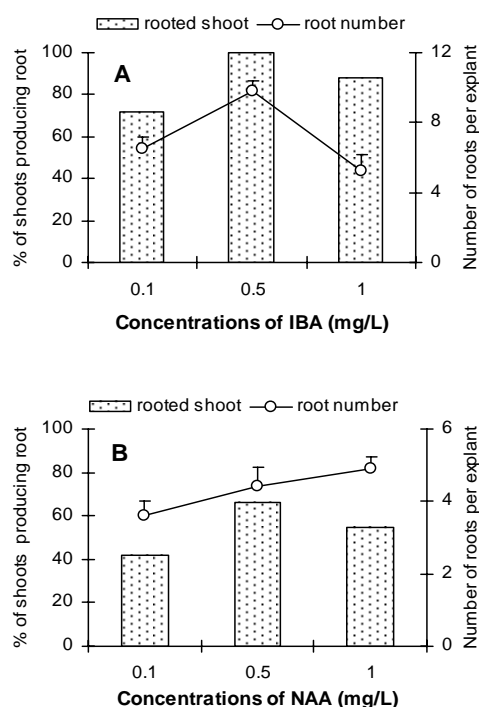 rooted shoot root number
A
% of shoots producing root
100
80
60
40
20
0
12
8
4
0
Number of roots per explant
0.1 0.5 1
Concentrations of IBA (mg/L)
rooted shoot root number
B
% of shoots producing root
100
80
60
40
20
0
6
4
2
0
Number of roots per explant
0.1 0.5 1
Concentrations of NAA (mg/L)